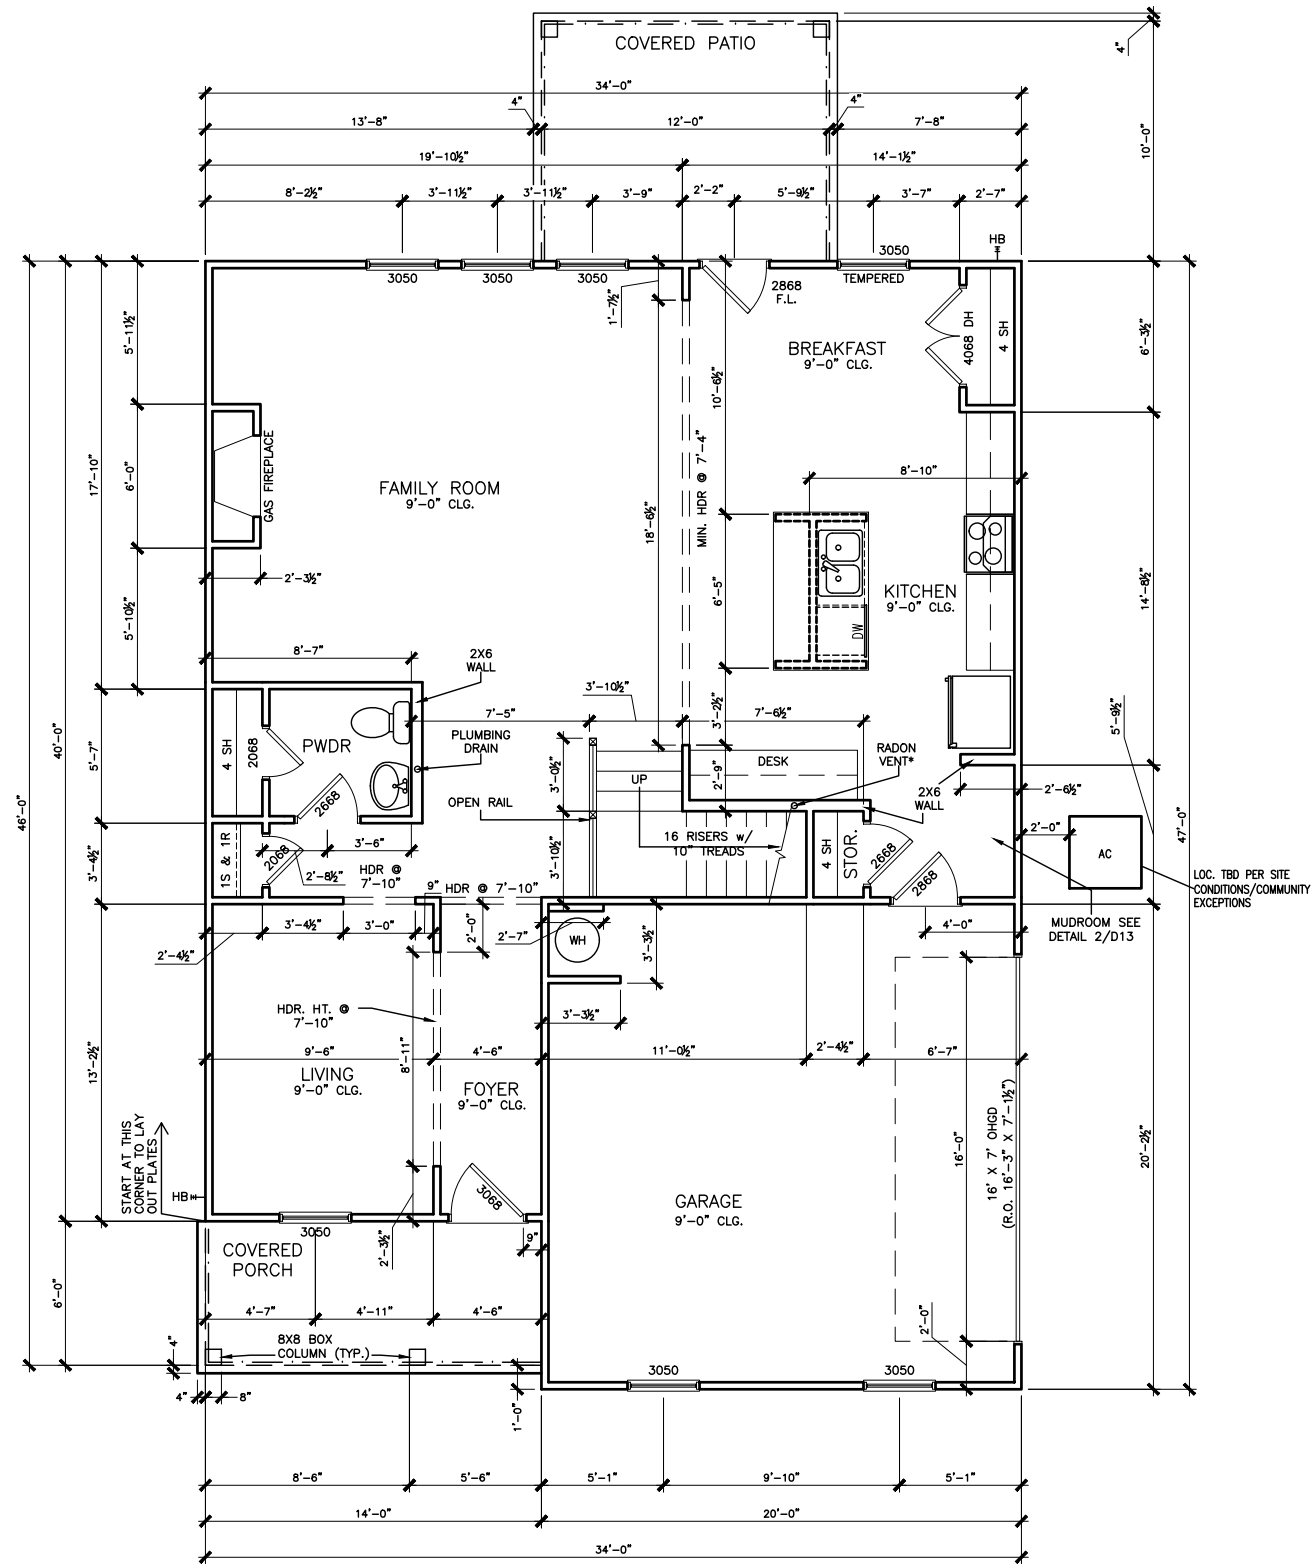 COVERED PATIO
4"
34'-0"
4"
4"
13'-8"
12'-0"
7'-8"
10'-0"
19'-10½"
14'-1½"
8'-2½"
3'-11½"
3'-11½"
3'-9"
2'-2"
5'-9½"
3'-7"
2'-7"
HB
3050
3050
3050
3050
TEMPERED
2868
F.L.
1'-7½"
5'-11½"
6'-3½"
4068 DH
4 SH
BREAKFAST
9'-0" CLG.
10'-6½"
MIN. HDR @ 7'-4"
17'-10"
6'-0"
GAS FIREPLACE
FAMILY ROOM
9'-0" CLG.
8'-10"
18'-6½"
2'-3½"
6'-5"
KITCHEN
9'-0" CLG.
14'-8½"
DW
5'-10½"
8'-7"
2X6
WALL
3'-10½"
7'-5"
3'-2½"
7'-6½"
5'-9½"
40'-0"
46'-0"
47'-0"
5'-7"
4 SH
2068
PWDR
PLUMBING
DRAIN
RADON
VENT*
DESK
UP
3'-0½"
2'-9"
2668
OPEN RAIL
2X6
WALL
2'-6½"
2'-0"
16 RISERS w/
10" TREADS
3'-4½"
1S & 1R
2068
3'-6"
2'-8½"
HDR @
7'-10"
3'-10½"
4 SH
STOR.
2668
2868
AC
LOC. TBD PER SITE
CONDITIONS/COMMUNITY
EXCEPTIONS
9"
HDR @ 7'-10"
MUDROOM SEE
DETAIL 2/D13
2'-4½"
3'-4½"
3'-0"
2'-0"
2'-7"
WH
3'-3½"
4'-0"
HDR. HT. @
7'-10"
3'-3½"
9'-6"
8'-11"
4'-6"
11'-0½"
2'-4½"
6'-7"
13'-2½"
LIVING
9'-0" CLG.
FOYER
9'-0" CLG.
START AT THIS
CORNER TO LAY
OUT PLATES
16'-0"
16' X 7' OHGD
(R.O. 16'-3" X 7'-1½")
20'-2½"
HB
3068
GARAGE
9'-0" CLG.
3050
2'-3½"
9"
COVERED
PORCH
6'-0"
4'-7"
4'-11"
4'-6"
2'-0"
4"
8X8 BOX
COLUMN (TYP.)
3050
3050
4"
8"
1'-0"
8'-6"
5'-6"
5'-1"
9'-10"
5'-1"
14'-0"
20'-0"
34'-0"